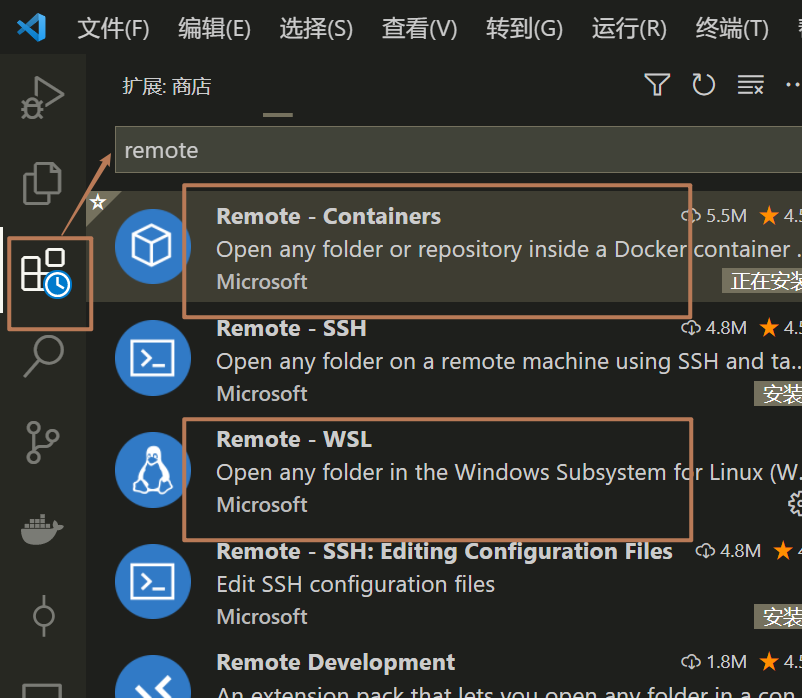 文件(F) 编辑(E) 选择(S) 查看(V) 转到(G) 运行(R) 终端(T)
扩展: 商店
remote
Remote - Containers 5.5M 4.5
Open any folder or repository inside a Docker container ...
Microsoft 正在安装
Remote - SSH 4.8M 4.5
Open any folder on a remote machine using SSH and ta...
Microsoft 安装
Remote - WSL
Open any folder in the Windows Subsystem for Linux (W...
Microsoft
Remote - SSH: Editing Configuration Files 4.8M
Edit SSH configuration files
Microsoft 安装
Remote Development 1.8M 4.5
An extension pack that lets you open any folder in a con